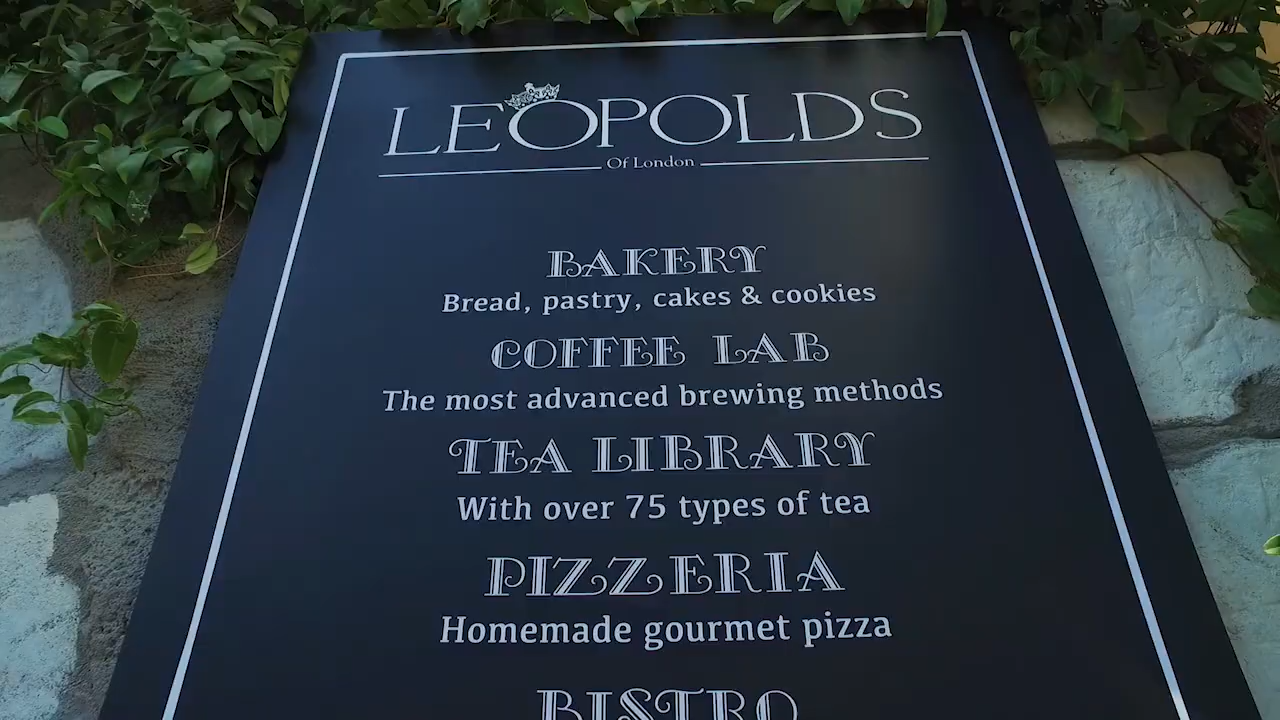 LEOPOLDS
Of London
BAKERY
Bread, pastry, cakes & cookies
COFFEE LAB
The most advanced brewing methods
TEA LIBRARY
With over 75 types of tea
PIZZERIA
Homemade gourmet pizza
BISTRO